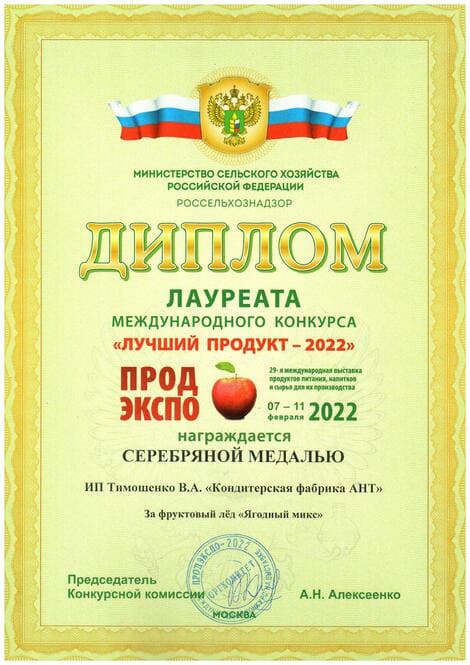 МИНИСТЕРСТВО СЕЛЬСКОГО ХОЗЯЙСТВА
РОССИЙСКОЙ ФЕДЕРАЦИИ
РОССЕЛЬХОЗНАДЗОР
ДИПЛОМ
ЛАУРЕАТА
МЕЖДУНАРОДНОГО КОНКУРСА
«ЛУЧШИЙ ПРОДУКТ – 2022»
ПРОД
ЭКСПО
29-я международная выставка
продуктов питания, напитков
и сырья для их производства
07 – 11
февраля
2022
награждается
СЕРЕБРЯНОЙ МЕДАЛЬЮ
ИП Тимошенко В.А. «Кондитерская фабрика АНТ»
За фруктовый лёд «Ягодный микс»
ПРОДЭКСПО-2022
ОРГКОМИТЕТ
Председатель
Конкурсной комиссии
А.Н. Алексеенко
МОСКВА